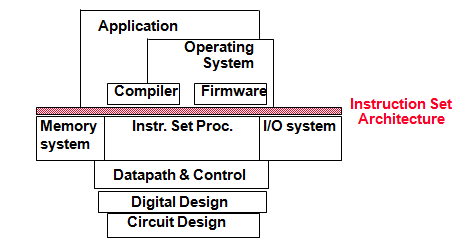 Application
Operating
System
Compiler
Firmware
Instruction Set
Architecture
Memory
system
Instr. Set Proc.
I/O system
Datapath & Control
Digital Design
Circuit Design